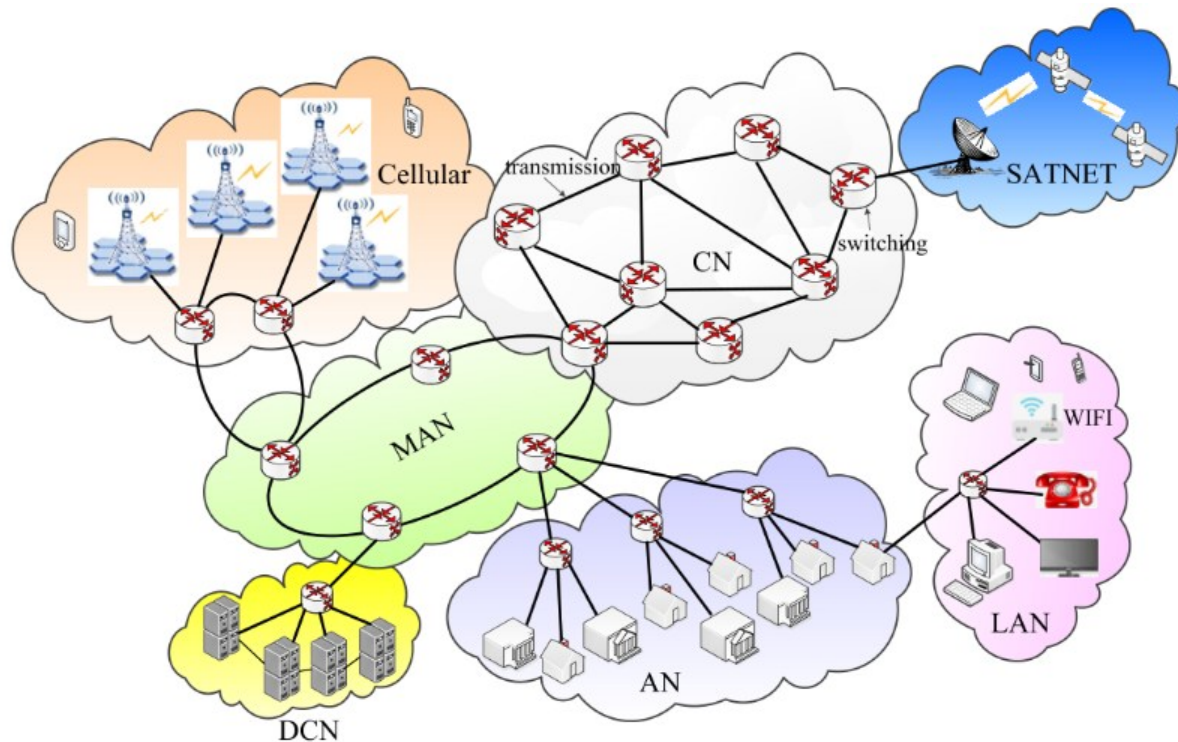 Cellular
transmission
CN
switching
SATNET
MAN
WIFI
LAN
AN
DCN